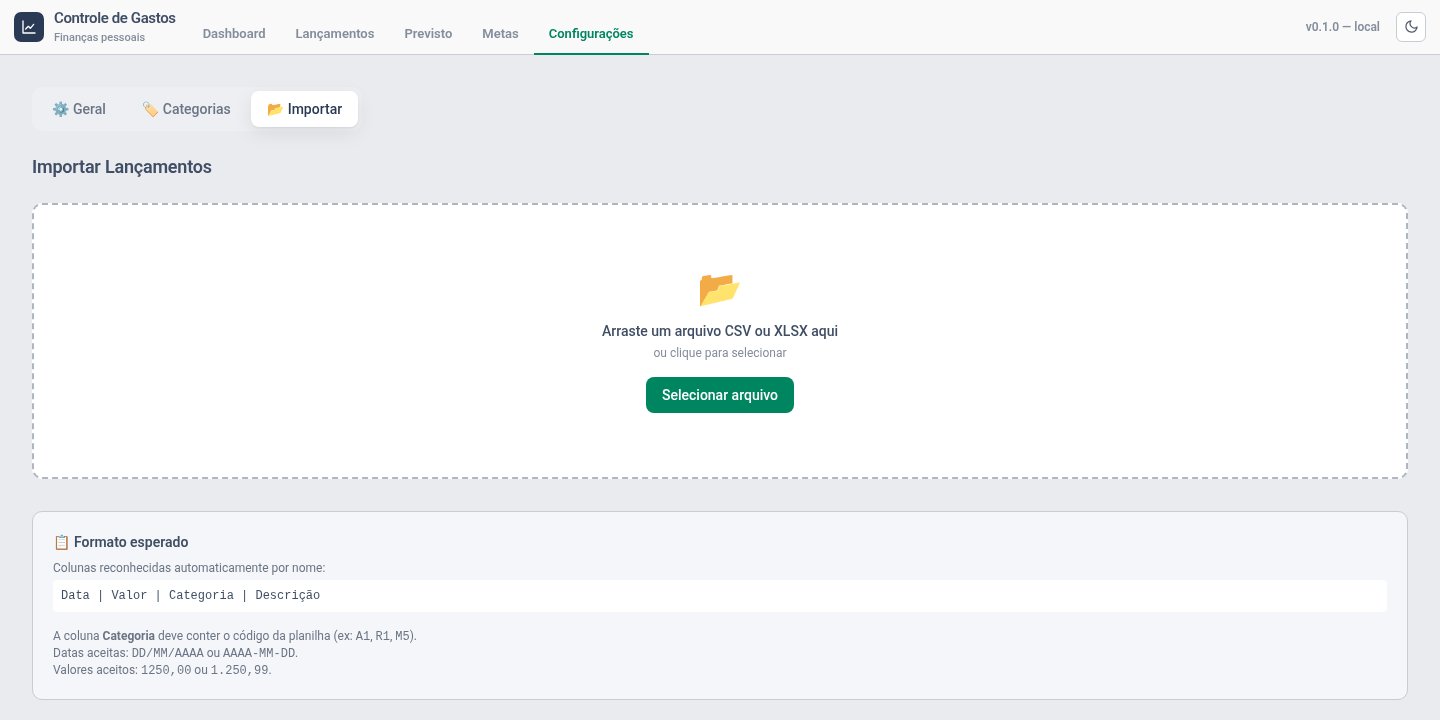 Controle de Gastos
Finanças pessoais
Dashboard
Lançamentos
Previsto
Metas
Configurações
v0.1.0 — local
⚙️ Geral
🏷️ Categorias
📂 Importar
Importar Lançamentos
Arraste um arquivo CSV ou XLSX aqui
ou clique para selecionar
Selecionar arquivo
📋 Formato esperado
Colunas reconhecidas automaticamente por nome:
Data | Valor | Categoria | Descrição
A coluna Categoria deve conter o código da planilha (ex: A1, R1, M5).
Datas aceitas: DD/MM/AAAA ou AAAA-MM-DD.
Valores aceitos: 1250,00 ou 1.250,99.